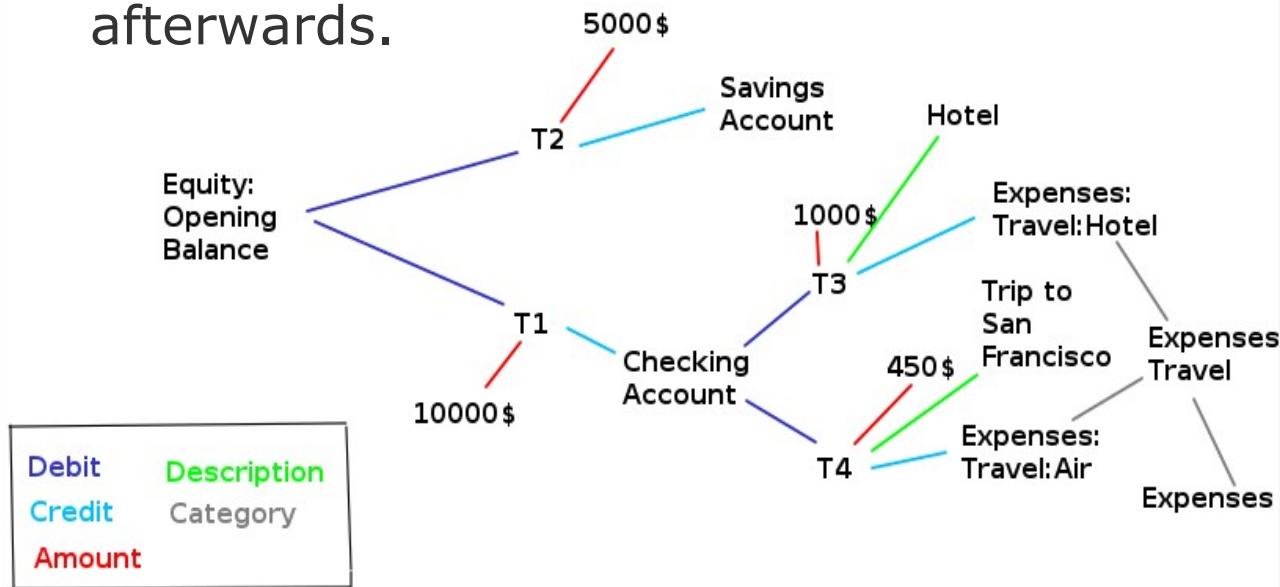 afterwards.
5000$
Savings
Account
T2
Hotel
Equity:
Opening
Balance
1000$
Expenses:
Travel:Hotel
T3
Trip to
San
Francisco
T1
Checking
Account
450$
Expenses
Travel
10000$
T4
Expenses:
Travel:Air
Expenses
Debit Description
Credit Category
Amount